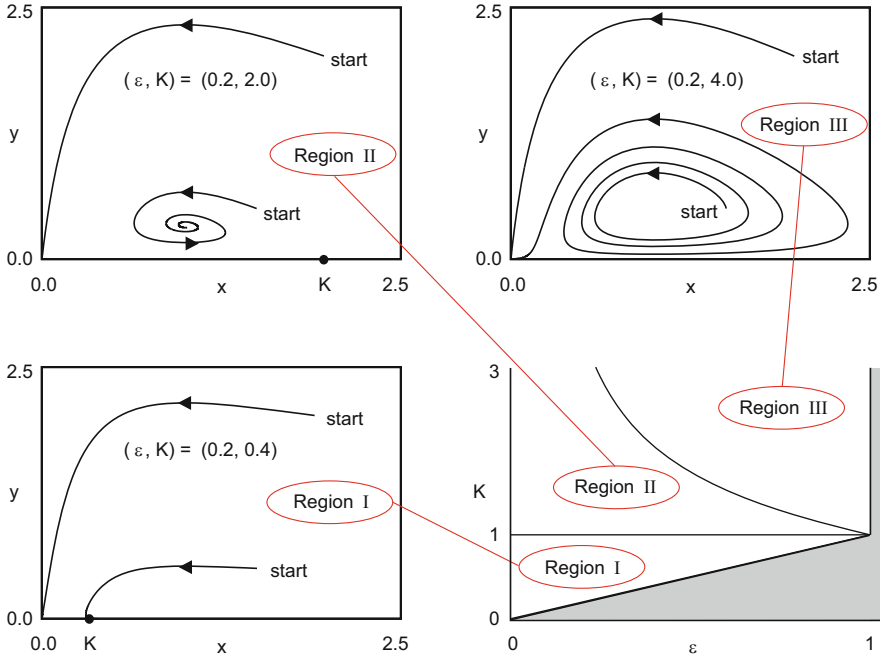 2.5
start
( ε , K ) = (0.2, 2.0)
y
Region II
start
0.0
0.0 x K 2.5
2.5
start
( ε , K ) = (0.2, 4.0)
Region III
y
start
0.0
0.0 x 2.5
2.5
start
( ε , K ) = (0.2, 0.4)
y
Region I
start
0.0
0.0 K x 2.5
3
Region III
K
Region II
1
Region I
0
0 ε 1